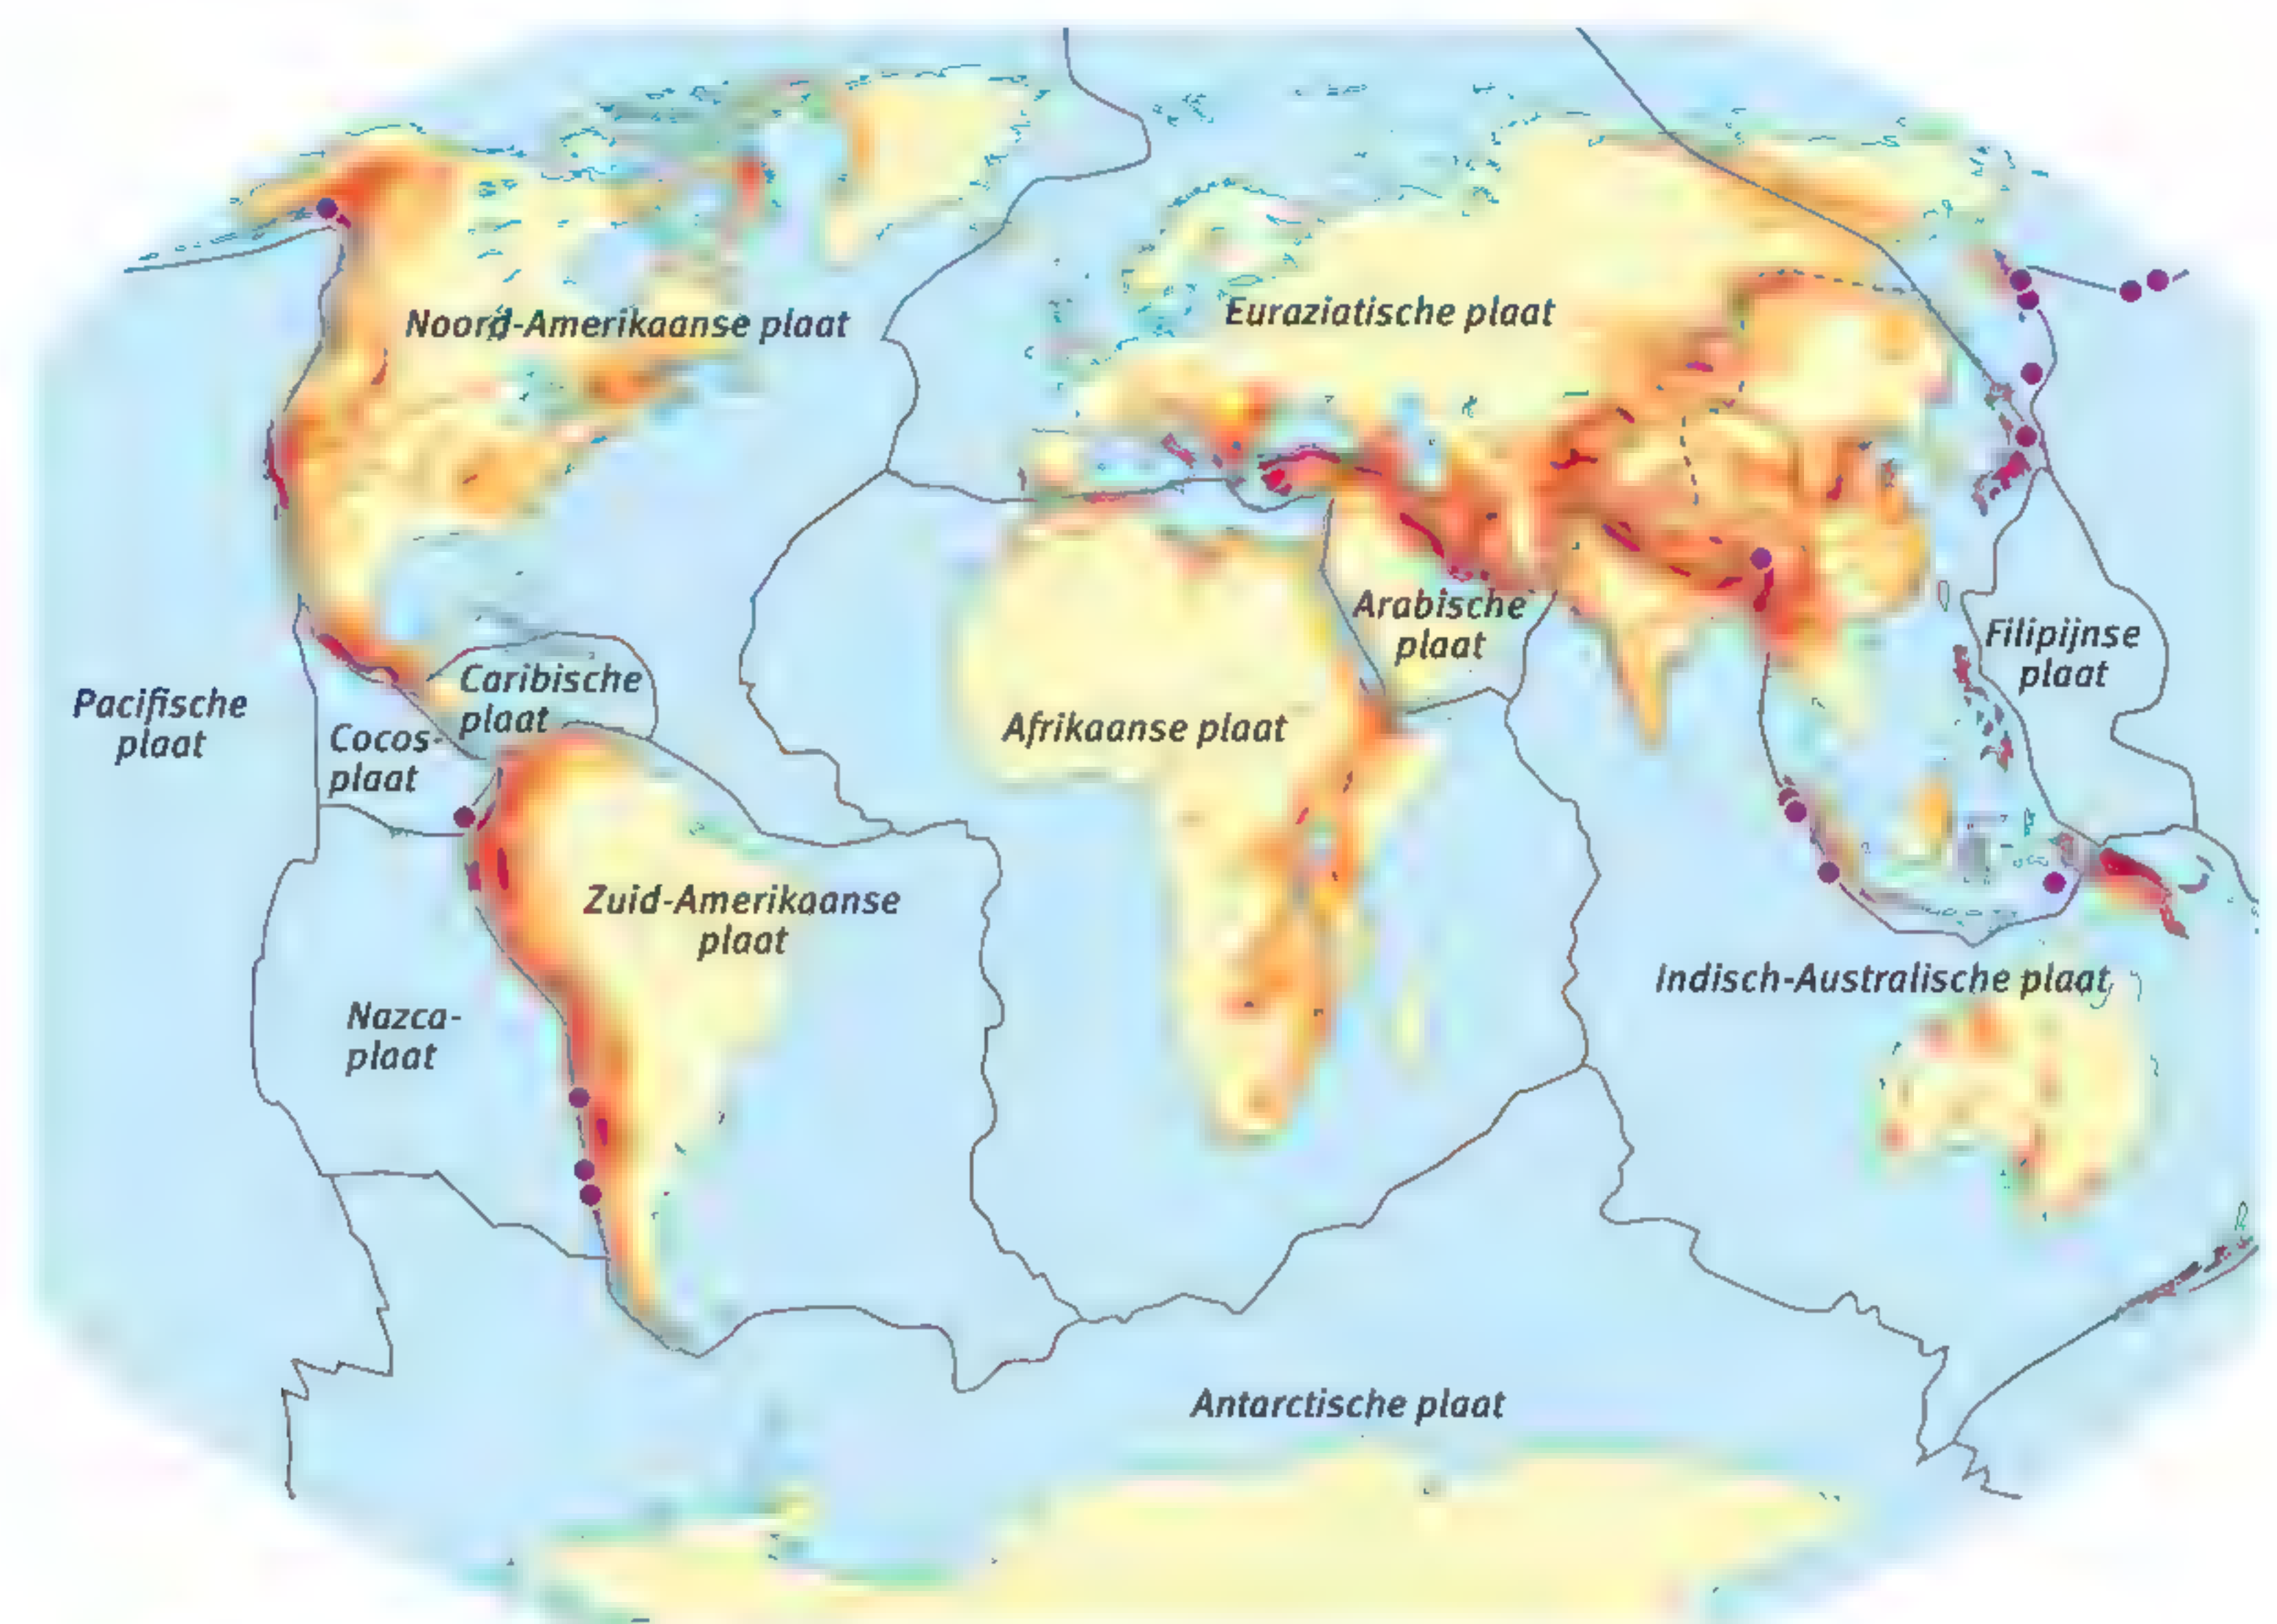 Noord-Amerikaanse plaat
Euraziatische plaat
Arabische
plaat
Filipijnse
plaat
Caribische
plaat
Pacifische
plaat
Cocos-
plaat
Afrikaanse plaat
Zuid-Amerikaanse
plaat
Indisch-Australische plaat
Nazca-
plaat
Antarctische plaat